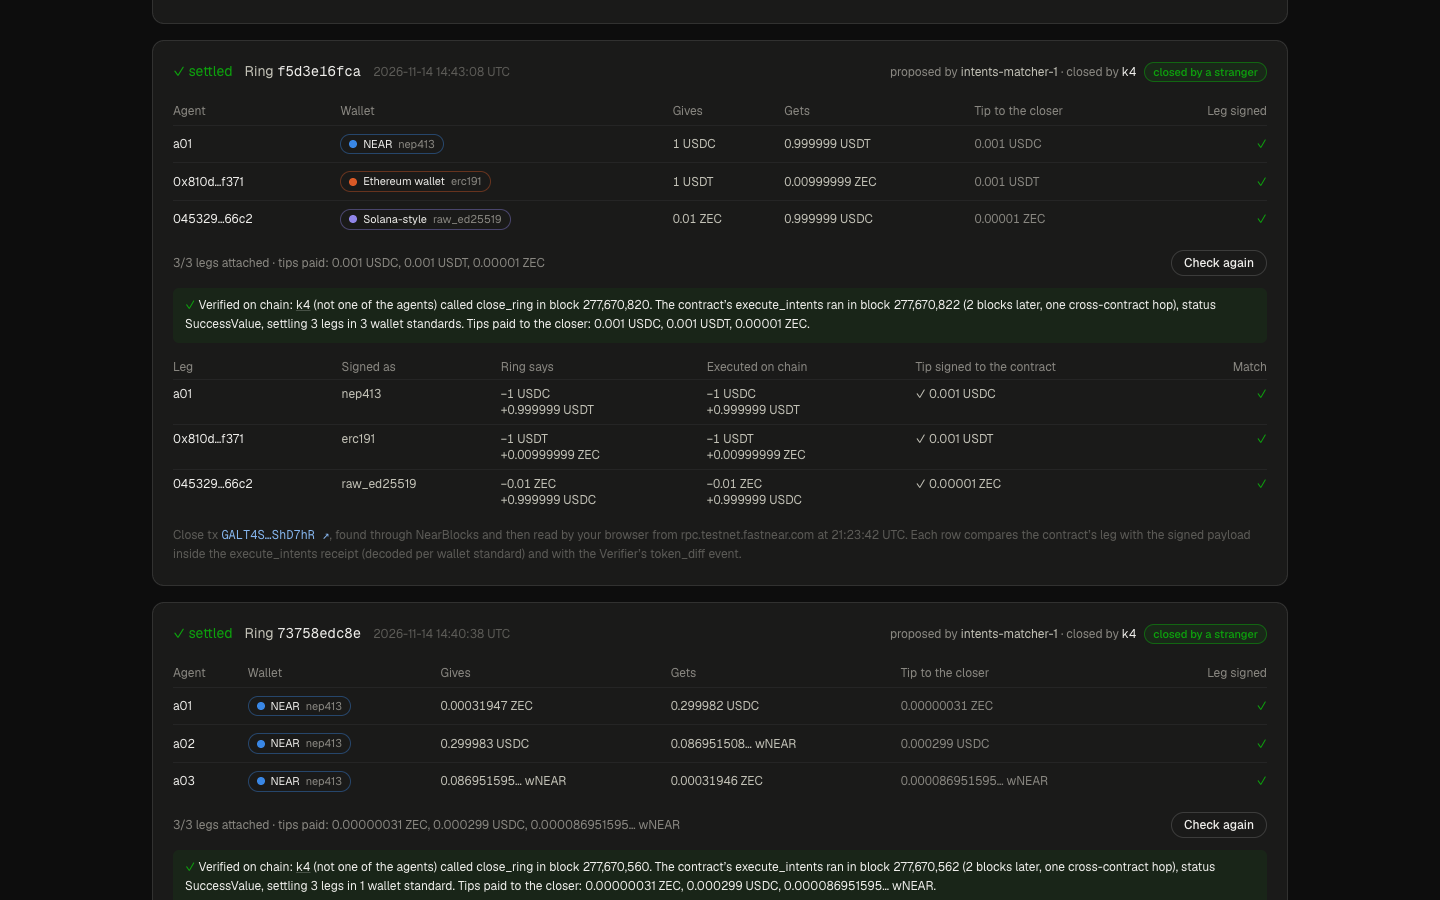 ✓ settled Ring f5d3e16fca 2026-11-14 14:43:08 UTC proposed by intents-matcher-1 · closed by k4 closed by a stranger
Agent Wallet Gives Gets Tip to the closer Leg signed
a01 NEAR nep413 1 USDC 0.999999 USDT 0.001 USDC ✓
0x810d…f371 Ethereum wallet erc191 1 USDT 0.00999999 ZEC 0.001 USDT ✓
045329…66c2 Solana-style raw_ed25519 0.01 ZEC 0.999999 USDC 0.00001 ZEC ✓
3/3 legs attached · tips paid: 0.001 USDC, 0.001 USDT, 0.00001 ZEC Check again
✓ Verified on chain: k4 (not one of the agents) called close_ring in block 277,670,820. The contract's execute_intents ran in block 277,670,822 (2 blocks later, one cross-contract hop), status
SuccessValue, settling 3 legs in 3 wallet standards. Tips paid to the closer: 0.001 USDC, 0.001 USDT, 0.00001 ZEC.
Leg Signed as Ring says Executed on chain Tip signed to the contract Match
a01 nep413 −1 USDC −1 USDC ✓ 0.001 USDC ✓
+0.999999 USDT +0.999999 USDT
0x810d…f371 erc191 −1 USDT −1 USDT ✓ 0.001 USDT ✓
+0.00999999 ZEC +0.00999999 ZEC
045329…66c2 raw_ed25519 −0.01 ZEC −0.01 ZEC ✓ 0.00001 ZEC ✓
+0.999999 USDC +0.999999 USDC
Close tx GALT4S…ShD7hR ↗, found through NearBlocks and then read by your browser from rpc.testnet.fastnear.com at 21:23:42 UTC. Each row compares the contract's leg with the signed payload
inside the execute_intents receipt (decoded per wallet standard) and with the Verifier's token_diff event.
✓ settled Ring 73758edc8e 2026-11-14 14:40:38 UTC proposed by intents-matcher-1 · closed by k4 closed by a stranger
Agent Wallet Gives Gets Tip to the closer Leg signed
a01 NEAR nep413 0.00031947 ZEC 0.299982 USDC 0.00000031 ZEC ✓
a02 NEAR nep413 0.299983 USDC 0.086951508… wNEAR 0.000299 USDC ✓
a03 NEAR nep413 0.086951595… wNEAR 0.00031946 ZEC 0.000086951595… wNEAR ✓
3/3 legs attached · tips paid: 0.00000031 ZEC, 0.000299 USDC, 0.000086951595… wNEAR Check again
✓ Verified on chain: k4 (not one of the agents) called close_ring in block 277,670,560. The contract's execute_intents ran in block 277,670,562 (2 blocks later, one cross-contract hop), status
SuccessValue, settling 3 legs in 1 wallet standard. Tips paid to the closer: 0.00000031 ZEC, 0.000299 USDC, 0.000086951595… wNEAR.